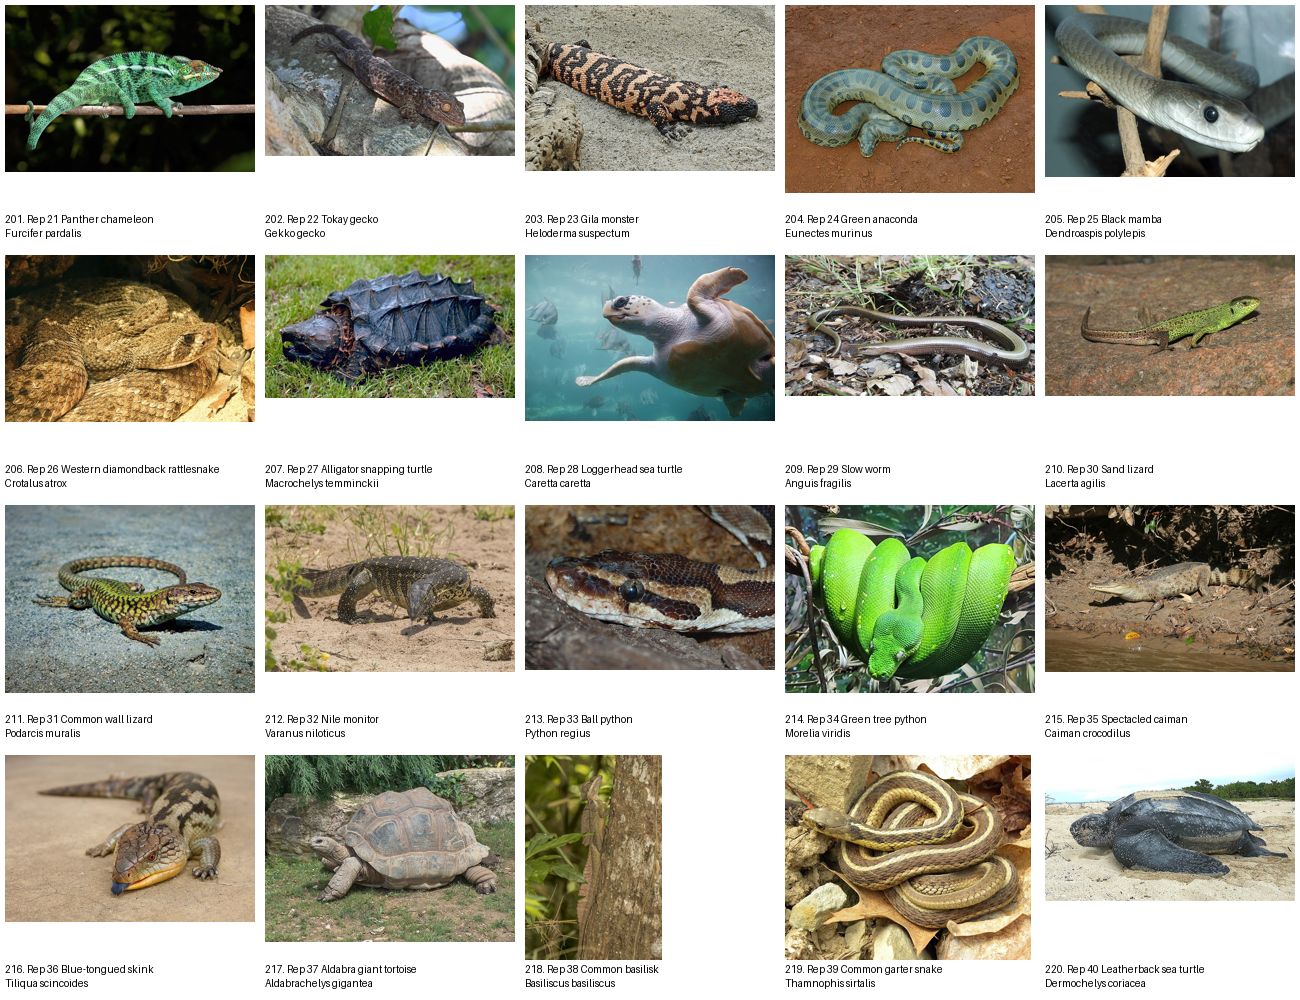 201. Rep 21 Panther chameleon
Furcifer pardalis
202. Rep 22 Tokay gecko
Gekko gecko
203. Rep 23 Gila monster
Heloderma suspectum
204. Rep 24 Green anaconda
Eunectes murinus
205. Rep 25 Black mamba
Dendroaspis polylepis
206. Rep 26 Western diamondback rattlesnake
Crotalus atrox
207. Rep 27 Alligator snapping turtle
Macrochelys temminckii
208. Rep 28 Loggerhead sea turtle
Caretta caretta
209. Rep 29 Slow worm
Anguis fragilis
210. Rep 30 Sand lizard
Lacerta agilis
211. Rep 31 Common wall lizard
Podarcis muralis
212. Rep 32 Nile monitor
Varanus niloticus
213. Rep 33 Ball python
Python regius
214. Rep 34 Green tree python
Morelia viridis
215. Rep 35 Spectacled caiman
Caiman crocodilus
216. Rep 36 Blue-tongued skink
Tiliqua scincoides
217. Rep 37 Aldabra giant tortoise
Aldabrachelys gigantea
218. Rep 38 Common basilisk
Basiliscus basiliscus
219. Rep 39 Common garter snake
Thamnophis sirtalis
220. Rep 40 Leatherback sea turtle
Dermochelys coriacea